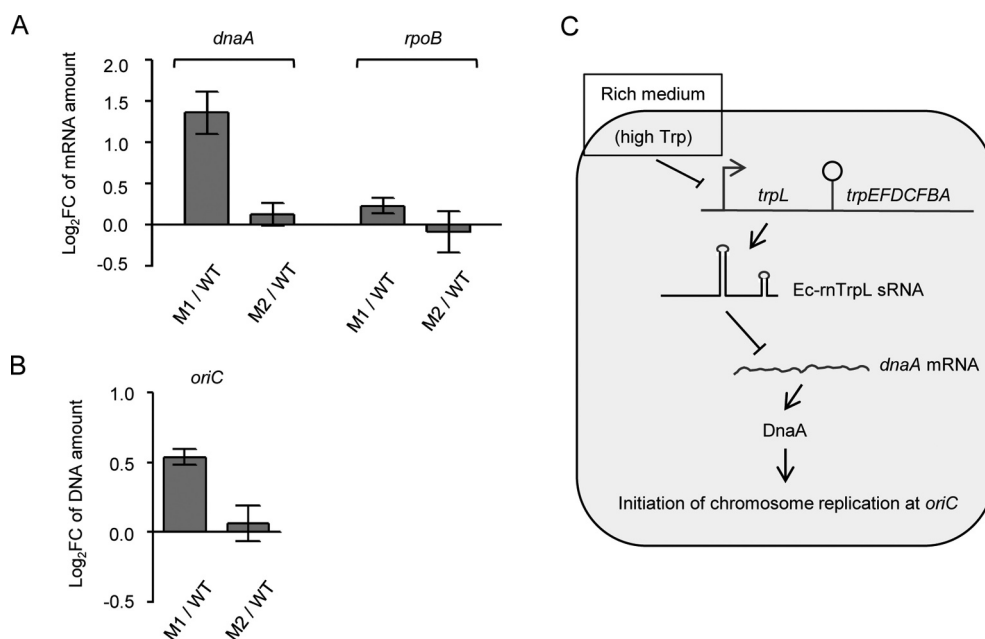 A
dnaA
rpoB
Log₂FC of mRNA amount
2.0
1.5
1.0
0.5
0.0
-0.5
M1 / WT
M2 / WT
M1 / WT
M2 / WT
B
oriC
Log₂FC of DNA amount
1.0
0.5
0.0
-0.5
M1 / WT
M2 / WT
C
Rich medium
(high Trp)
trpL
trpEFDCFBA
Ec-rnTrpL sRNA
dnaA mRNA
DnaA
Initiation of chromosome replication at oriC